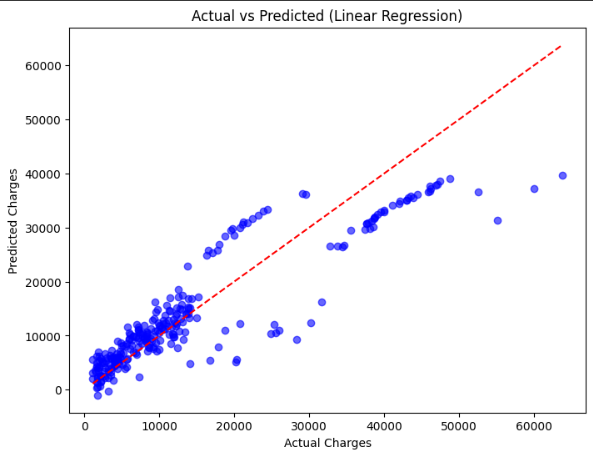 Actual vs Predicted (Linear Regression)
60000
50000
40000
30000
20000
10000
0
Predicted Charges
0 10000 20000 30000 40000 50000 60000
Actual Charges